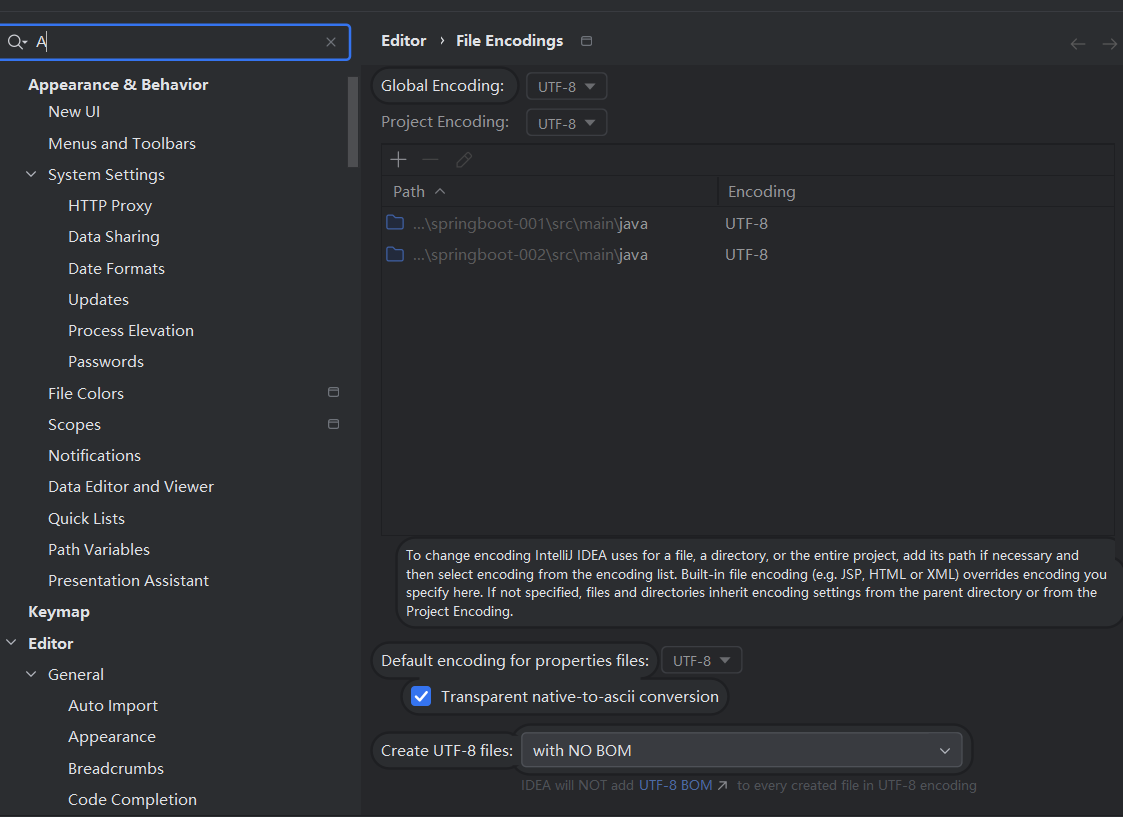 A
Appearance & Behavior
New UI
Menus and Toolbars
System Settings
HTTP Proxy
Data Sharing
Date Formats
Updates
Process Elevation
Passwords
File Colors
Scopes
Notifications
Data Editor and Viewer
Quick Lists
Path Variables
Presentation Assistant
Keymap
Editor
General
Auto Import
Appearance
Breadcrumbs
Code Completion
Editor › File Encodings
Global Encoding: UTF-8
Project Encoding: UTF-8
Path Encoding
...\springboot-001\src\main\java UTF-8
...\springboot-002\src\main\java UTF-8
To change encoding IntelliJ IDEA uses for a file, a directory, or the entire project, add its path if necessary and
then select encoding from the encoding list. Built-in file encoding (e.g. JSP, HTML or XML) overrides encoding you
specify here. If not specified, files and directories inherit encoding settings from the parent directory or from the
Project Encoding.
Default encoding for properties files: UTF-8
Transparent native-to-ascii conversion
Create UTF-8 files: with NO BOM
IDEA will NOT add UTF-8 BOM ↗ to every created file in UTF-8 encoding